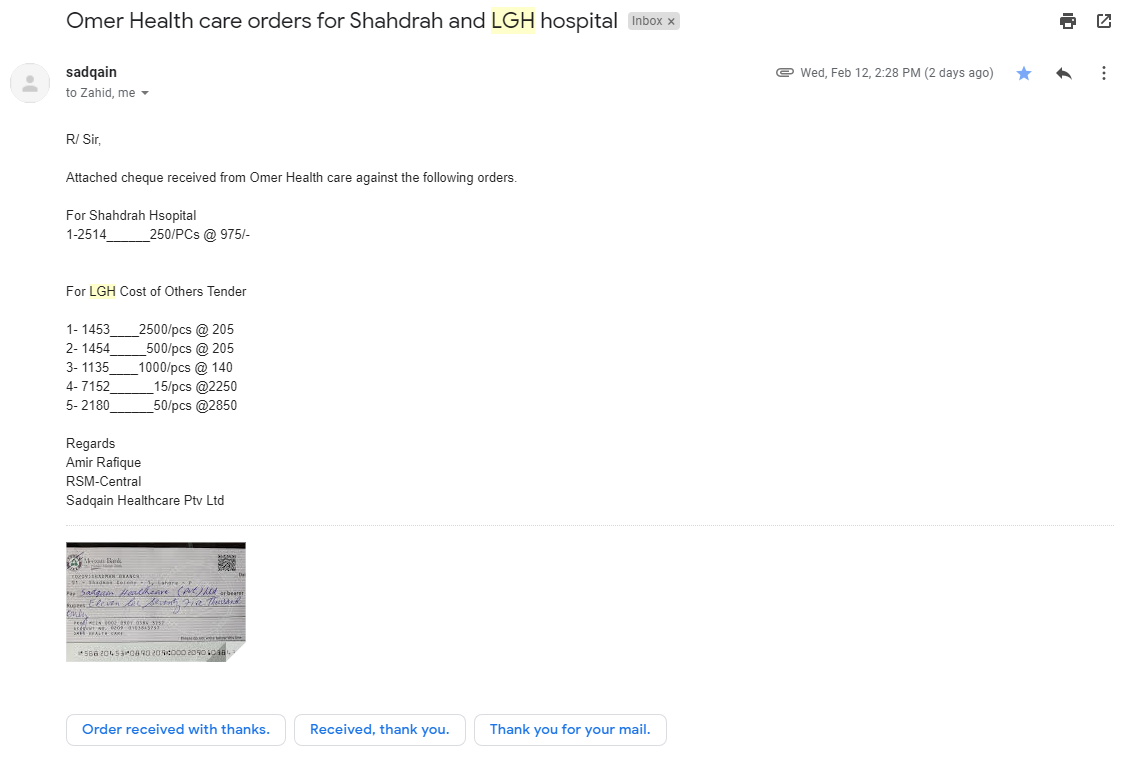 Omer Health care orders for Shahdrah and LGH hospital Inbox x
sadqain
Wed, Feb 12, 2:28 PM (2 days ago)
to Zahid, me
R/ Sir,
Attached cheque received from Omer Health care against the following orders.
For Shahdrah Hsopital
1-2514______250/PCs @ 975/-
For LGH Cost of Others Tender
1- 1453____2500/pcs @ 205
2- 1454_____500/pcs @ 205
3- 1135____1000/pcs @ 140
4- 7152______15/pcs @2250
5- 2180______50/pcs @2850
Regards
Amir Rafique
RSM-Central
Sadqain Healthcare Ptv Ltd
Meezan Bank
Pay Sadqain Healthcare (Pvt) Ltd or bearer
Rupees Eleven lac Seventy Five Thousand
Only
OMER HEALTH CARE
Order received with thanks.
Received, thank you.
Thank you for your mail.